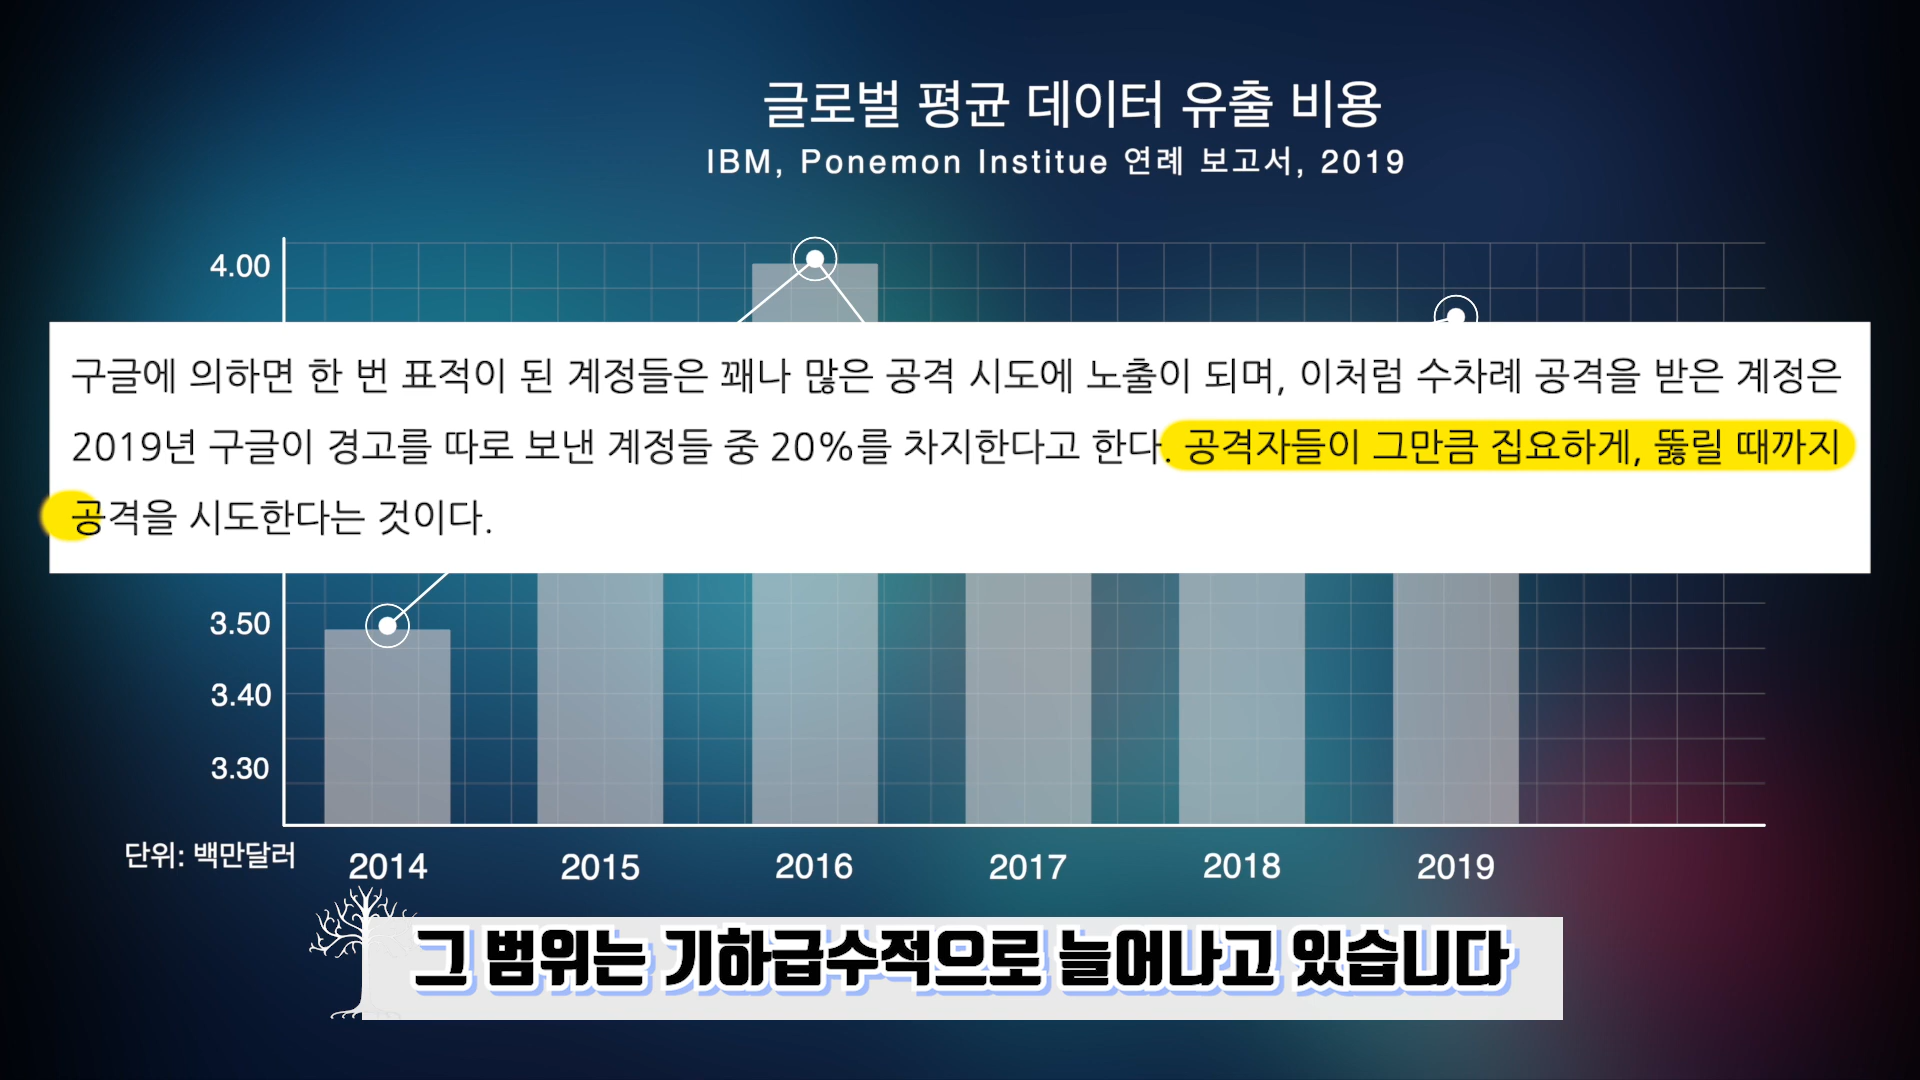 글로벌 평균 데이터 유출 비용
IBM, Ponemon Institue 연례 보고서, 2019
4.00
구글에 의하면 한 번 표적이 된 계정들은 꽤나 많은 공격 시도에 노출이 되며, 이처럼 수차례 공격을 받은 계정은
2019년 구글이 경고를 따로 보낸 계정들 중 20%를 차지한다고 한다. 공격자들이 그만큼 집요하게, 뚫릴 때까지
공격을 시도한다는 것이다.
3.50
3.40
3.30
단위: 백만달러
2014 2015 2016 2017 2018 2019
그 범위는 기하급수적으로 늘어나고 있습니다